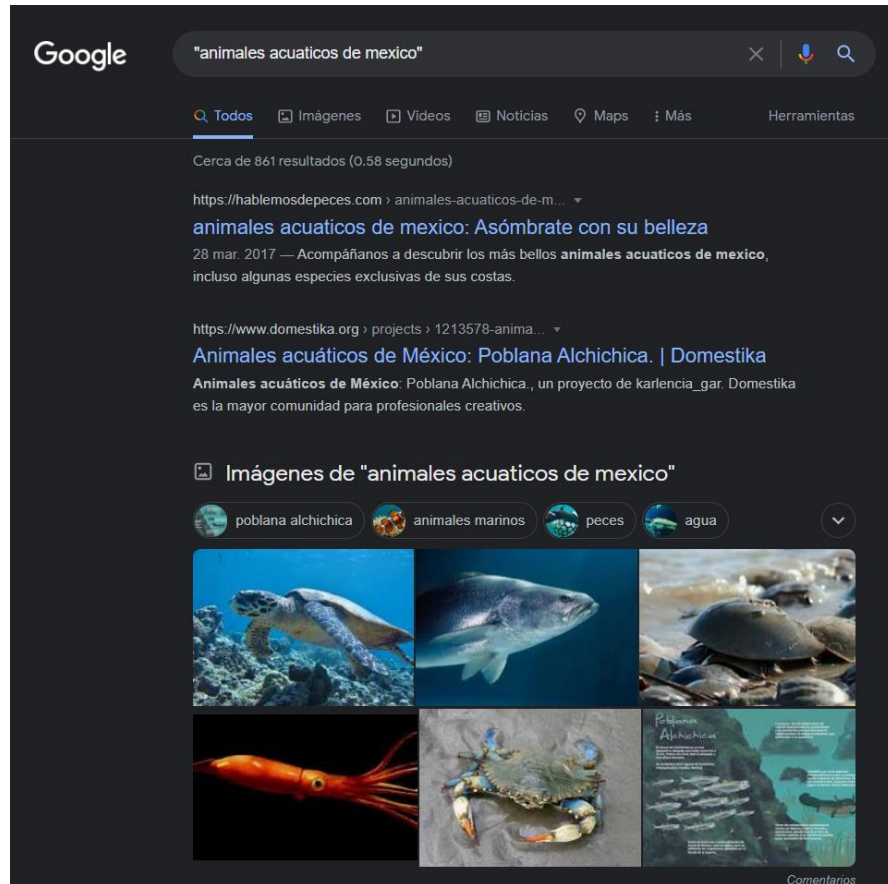 Google
"animales acuaticos de mexico"
Todos Imágenes Videos Noticias Maps Más Herramientas
Cerca de 861 resultados (0.58 segundos)
https://hablemosdepeces.com › animales-acuaticos-de-m...
animales acuaticos de mexico: Asómbrate con su belleza
28 mar. 2017 — Acompáñanos a descubrir los más bellos animales acuaticos de mexico,
incluso algunas especies exclusivas de sus costas.
https://www.domestika.org › projects › 1213578-anima...
Animales acuáticos de México: Poblana Alchichica. | Domestika
Animales acuáticos de México: Poblana Alchichica., un proyecto de karlencia_gar. Domestika
es la mayor comunidad para profesionales creativos.
Imágenes de "animales acuaticos de mexico"
poblana alchichica animales marinos peces agua
Poblana
Alchichica
Comentarios